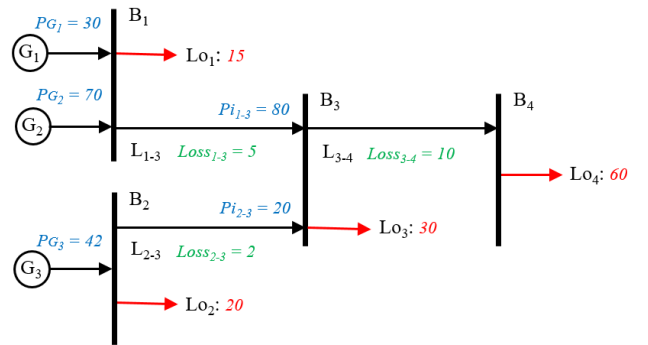 PG₁ = 30
B₁
G₁
Lo₁: 15
PG₂ = 70
G₂
Pi₁₋₃ = 80
B₃
B₄
L₁₋₃ Loss₁₋₃ = 5
L₃₋₄ Loss₃₋₄ = 10
Lo₄: 60
B₂
Pi₂₋₃ = 20
Lo₃: 30
PG₃ = 42
L₂₋₃ Loss₂₋₃ = 2
G₃
Lo₂: 20